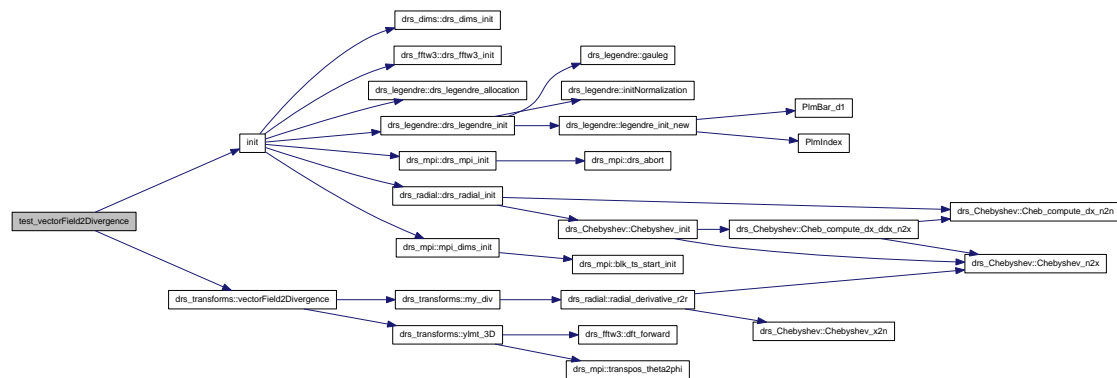 drs_dims::drs_dims_init
drs_fftw3::drs_fftw3_init
drs_legendre::gauleg
drs_legendre::drs_legendre_allocation
drs_legendre::initNormalization
PlmBar_d1
drs_legendre::drs_legendre_init
drs_legendre::legendre_init_new
init
PlmIndex
drs_mpi::drs_mpi_init
drs_mpi::drs_abort
drs_radial::drs_radial_init
drs_Chebyshev::Cheb_compute_dx_n2n
test_vectorField2Divergence
drs_Chebyshev::Chebyshev_init
drs_Chebyshev::Cheb_compute_dx_ddx_n2x
drs_mpi::mpi_dims_init
drs_mpi::blk_ts_start_init
drs_Chebyshev::Chebyshev_n2x
drs_transforms::vectorField2Divergence
drs_transforms::my_div
drs_radial::radial_derivative_r2r
drs_transforms::ylmt_3D
drs_fftw3::dft_forward
drs_Chebyshev::Chebyshev_x2n
drs_mpi::transpos_theta2phi